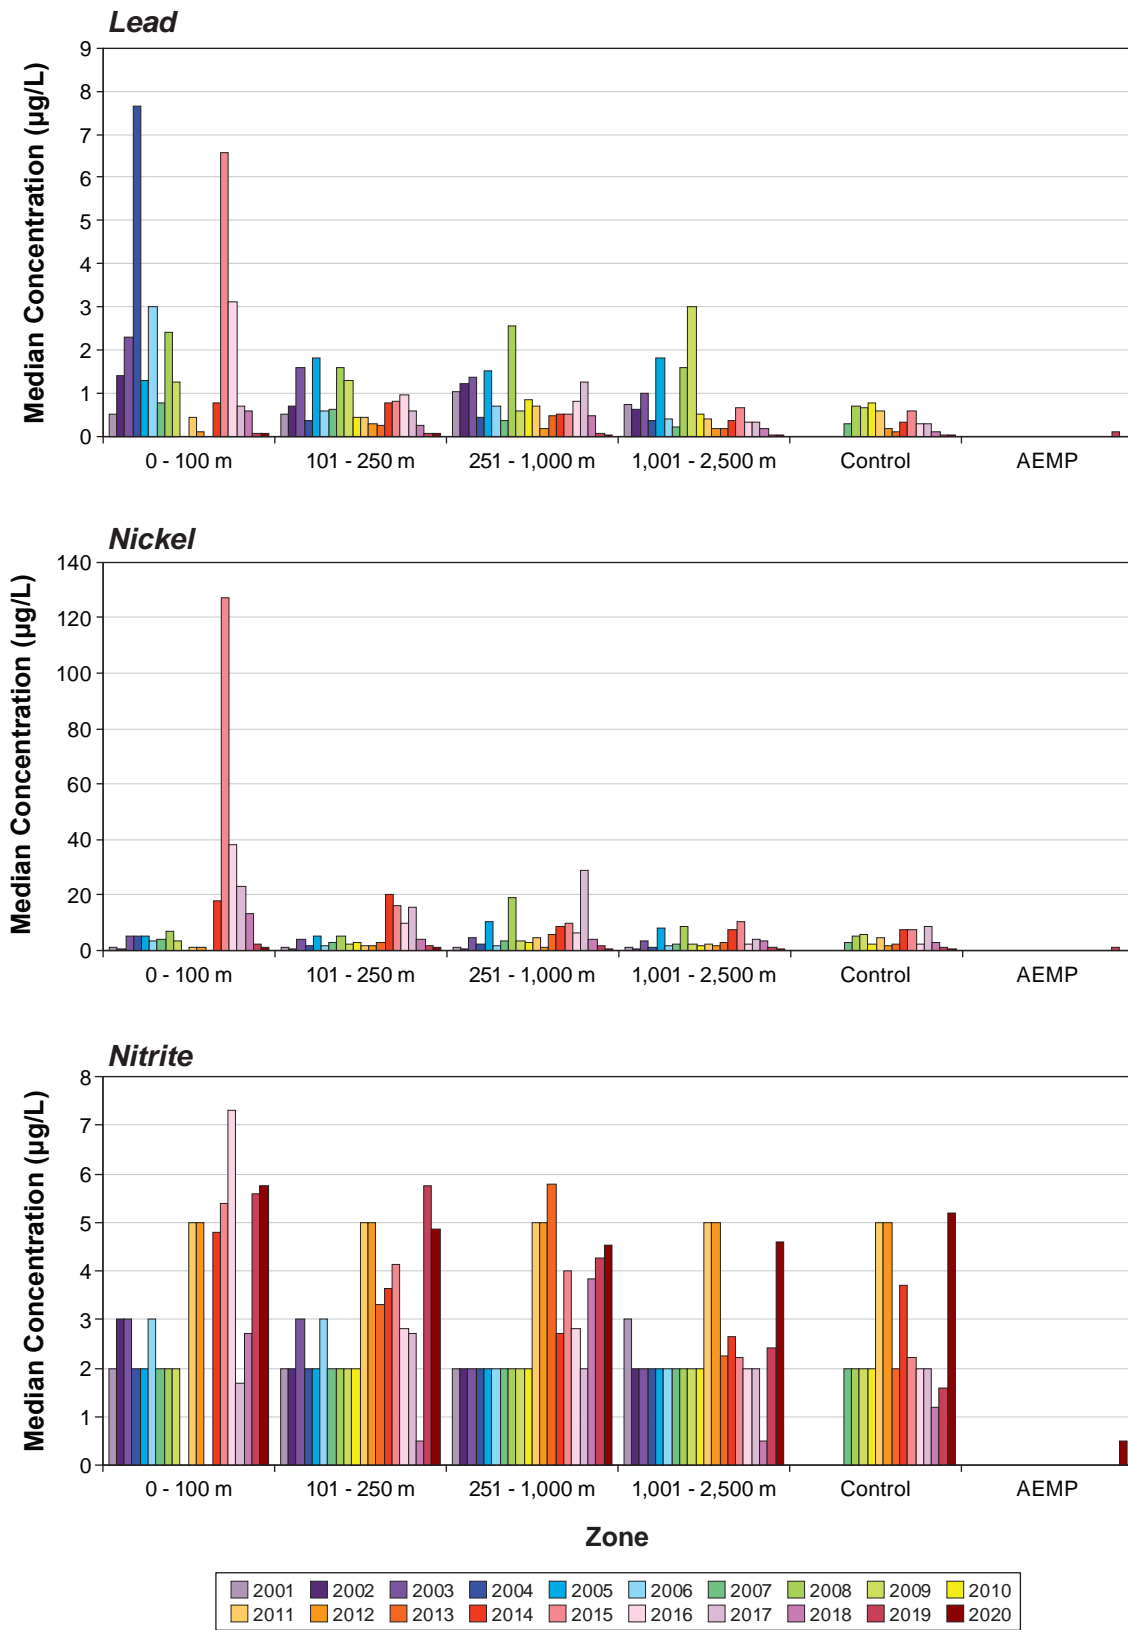 Lead
Median Concentration (µg/L)
9
8
7
6
5
4
3
2
1
0
0 - 100 m 101 - 250 m 251 - 1,000 m 1,001 - 2,500 m Control AEMP
Nickel
Median Concentration (µg/L)
140
120
100
80
60
40
20
0
0 - 100 m 101 - 250 m 251 - 1,000 m 1,001 - 2,500 m Control AEMP
Nitrite
Median Concentration (µg/L)
8
7
6
5
4
3
2
1
0
0 - 100 m 101 - 250 m 251 - 1,000 m 1,001 - 2,500 m Control AEMP
Zone
2001 2002 2003 2004 2005 2006 2007 2008 2009 2010
2011 2012 2013 2014 2015 2016 2017 2018 2019 2020